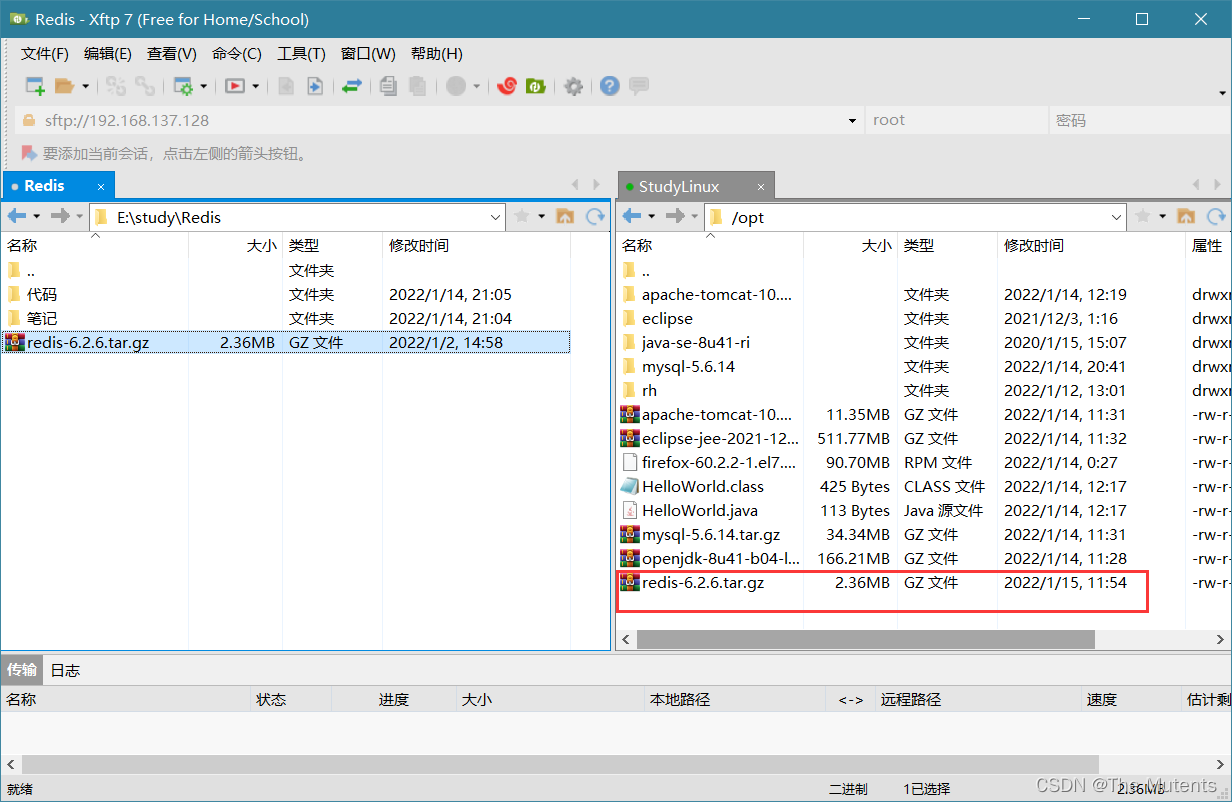 Redis - Xftp 7 (Free for Home/School)
文件(F) 编辑(E) 查看(V) 命令(C) 工具(T) 窗口(W) 帮助(H)
sftp://192.168.137.128 root 密码
要添加当前会话，点击左侧的箭头按钮。
Redis × StudyLinux ×
E:\study\Redis /opt
名称 大小 类型 修改时间
.. 文件夹
代码 文件夹 2022/1/14, 21:05
笔记 文件夹 2022/1/14, 21:04
redis-6.2.6.tar.gz 2.36MB GZ 文件 2022/1/2, 14:58
名称 大小 类型 修改时间 属性
..
apache-tomcat-10.... 文件夹 2022/1/14, 12:19 drwxr
eclipse 文件夹 2021/12/3, 1:16 drwxr
java-se-8u41-ri 文件夹 2020/1/15, 15:07 drwxr
mysql-5.6.14 文件夹 2022/1/14, 20:41 drwxr
rh 文件夹 2022/1/12, 13:01 drwxr
apache-tomcat-10.... 11.35MB GZ 文件 2022/1/14, 11:31 -rw-r-
eclipse-jee-2021-12... 511.77MB GZ 文件 2022/1/14, 11:32 -rw-r-
firefox-60.2.2-1.el7.... 90.70MB RPM 文件 2022/1/14, 0:27 -rw-r-
HelloWorld.class 425 Bytes CLASS 文件 2022/1/14, 12:17 -rw-r-
HelloWorld.java 113 Bytes Java 源文件 2022/1/14, 12:17 -rw-r-
mysql-5.6.14.tar.gz 34.34MB GZ 文件 2022/1/14, 11:31 -rw-r-
openjdk-8u41-b04-l... 166.21MB GZ 文件 2022/1/14, 11:28 -rw-r-
redis-6.2.6.tar.gz 2.36MB GZ 文件 2022/1/15, 11:54 -rw-r-
传输 日志
名称 状态 进度 大小 本地路径 <-> 远程路径 速度 估计剩
就绪 二进制 1已选择 2.36MB
CSDN @The Mutents